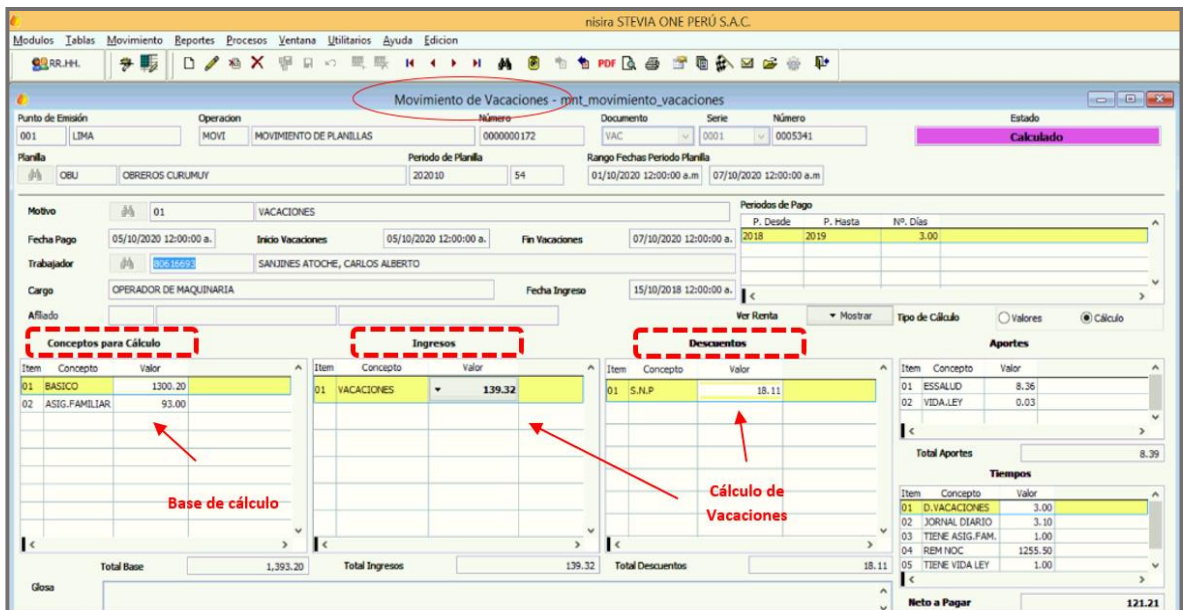 nisira STEVIA ONE PERÚ S.A.C.
Modulos Tablas Movimiento Reportes Procesos Ventana Utilitarios Ayuda Edicion
RR.HH. PDF
Movimiento de Vacaciones - mnt_movimiento_vacaciones
Punto de Emisión Operacion Número Documento Serie Número Estado
001 LIMA MOVI MOVIMIENTO DE PLANILLAS 0000000172 VAC 0001 0005341 Calculado
Planilla Periodo de Planilla Rango Fechas Periodo Planilla
OBU OBREROS CURUMUY 202010 54 01/10/2020 12:00:00 a.m 07/10/2020 12:00:00 a.m
Motivo 01 VACACIONES
Periodos de Pago
P. Desde P. Hasta Nº. Días
2018 2019 3.00
Fecha Pago 05/10/2020 12:00:00 a. Inicio Vacaciones 05/10/2020 12:00:00 a. Fin Vacaciones 07/10/2020 12:00:00 a.
Trabajador 80616693 SANJINES ATOCHE, CARLOS ALBERTO
Cargo OPERADOR DE MAQUINARIA Fecha Ingreso 15/10/2018 12:00:00 a.
Afiliado Ver Renta Mostrar Tipo de Cálculo Valores Cálculo
Conceptos para Cálculo
Item Concepto Valor
01 BASICO 1300.20
02 ASIG.FAMILIAR 93.00
Base de cálculo
Total Base 1,393.20
Ingresos
Item Concepto Valor
01 VACACIONES 139.32
Total Ingresos 139.32
Descuentos
Item Concepto Valor
01 S.N.P 18.11
Cálculo de
Vacaciones
Total Descuentos 18.11
Aportes
Item Concepto Valor
01 ESSALUD 8.36
02 VIDA.LEY 0.03
Total Aportes 8.39
Tiempos
Item Concepto Valor
01 D.VACACIONES 3.00
02 JORNAL DIARIO 3.10
03 TIENE ASIG.FAM. 1.00
04 REM NOC 1255.50
05 TIENE VIDA LEY 1.00
Glosa
Neto a Pagar 121.21